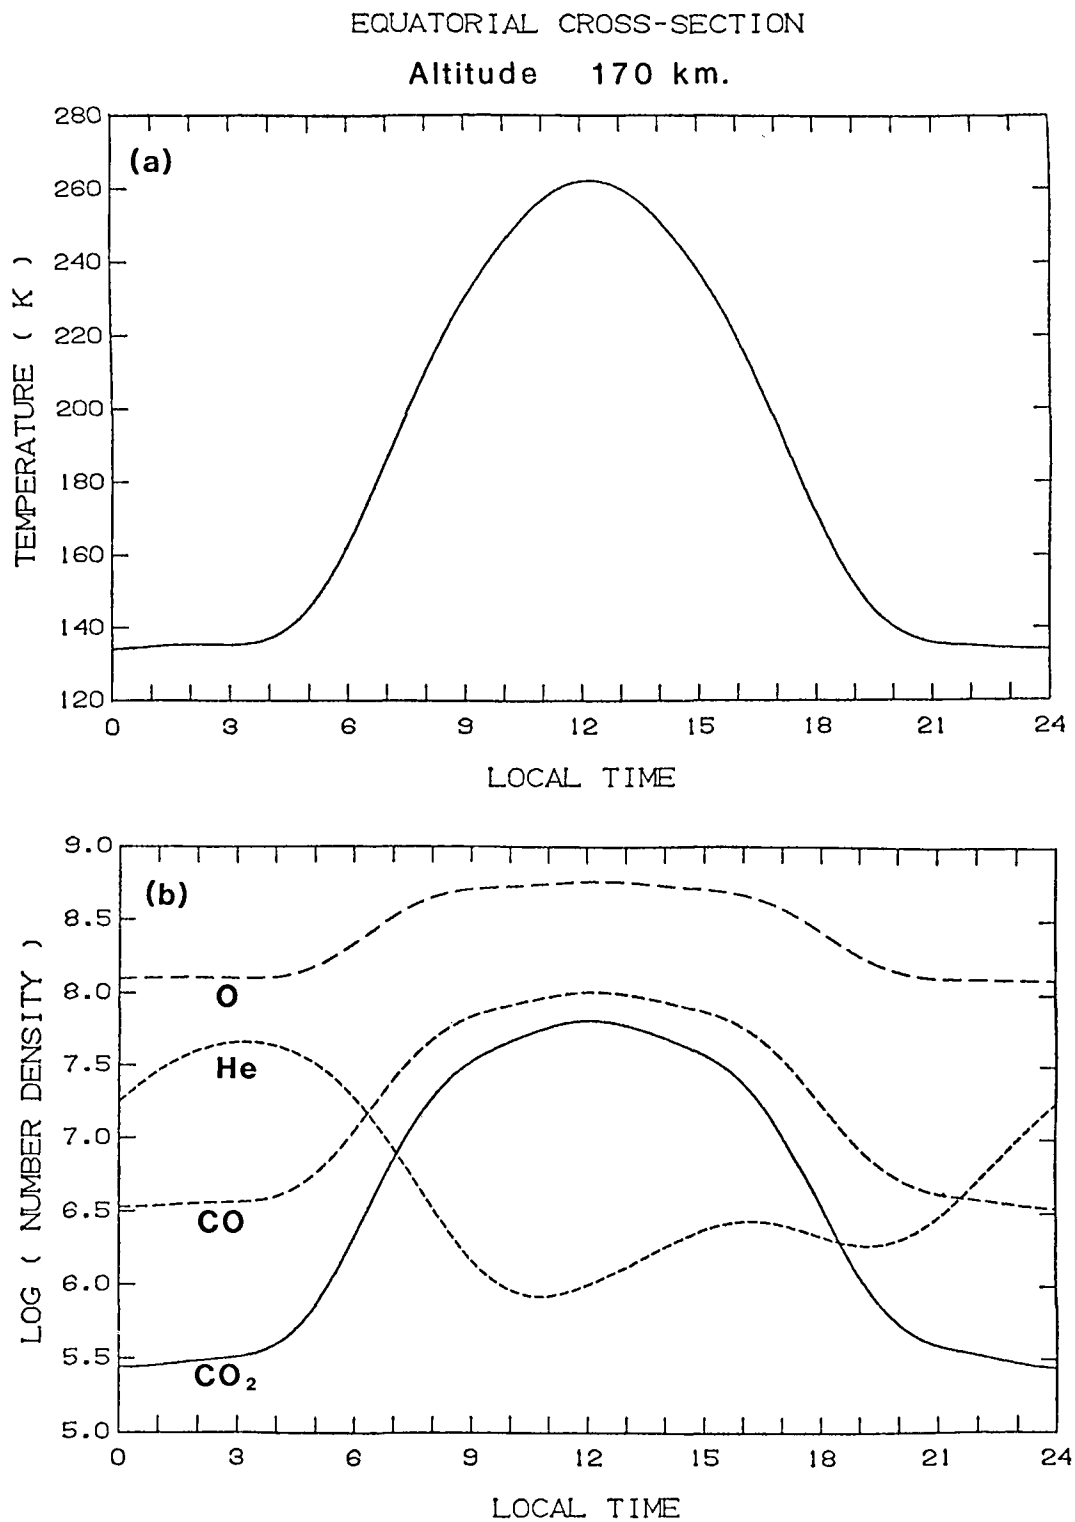 EQUATORIAL CROSS-SECTION
Altitude 170 km.
280
(a)
260
240
220
200
180
160
140
120
TEMPERATURE ( K )
0 3 6 9 12 15 18 21 24
LOCAL TIME
9.0
(b)
8.5
8.0
O
7.5
He
7.0
6.5
CO
6.0
5.5
CO₂
5.0
LOG ( NUMBER DENSITY )
0 3 6 9 12 15 18 21 24
LOCAL TIME